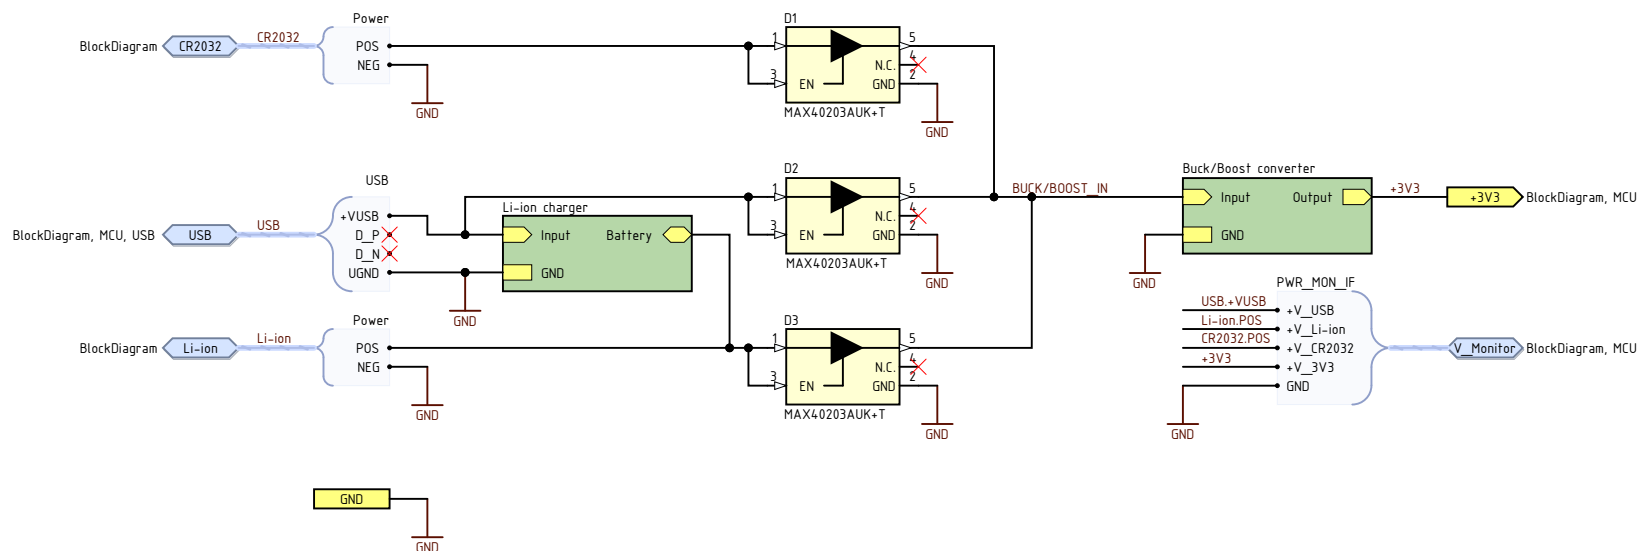 Power
D1
BlockDiagram
CR2032
CR2032
POS
1
5
4
N.C.
NEG
3
EN
GND
2
GND
MAX40203AUK+T
GND
USB
D2
Buck/Boost converter
+VUSB
Li-ion charger
1
5
BUCK/BOOST_IN
Input
Output
+3V3
+3V3
BlockDiagram, MCU
4
N.C.
BlockDiagram, MCU, USB
USB
USB
D_P
Input
Battery
3
EN
GND
2
GND
D_N
MAX40203AUK+T
UGND
GND
GND
GND
PWR_MON_IF
USB.+VUSB
+V_USB
GND
Power
D3
Li-ion.POS
+V_Li-ion
BlockDiagram
Li-ion
Li-ion
POS
1
5
CR2032.POS
+V_CR2032
V_Monitor
BlockDiagram, MCU
NEG
4
N.C.
+3V3
+V_3V3
3
EN
GND
2
GND
GND
MAX40203AUK+T
GND
GND
GND
GND